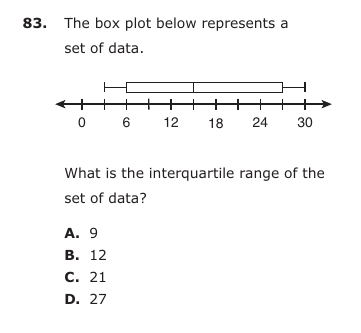 83. The box plot below represents a
set of data.
0 6 12 18 24 30
What is the interquartile range of the
set of data?
A. 9
B. 12
C. 21
D. 27